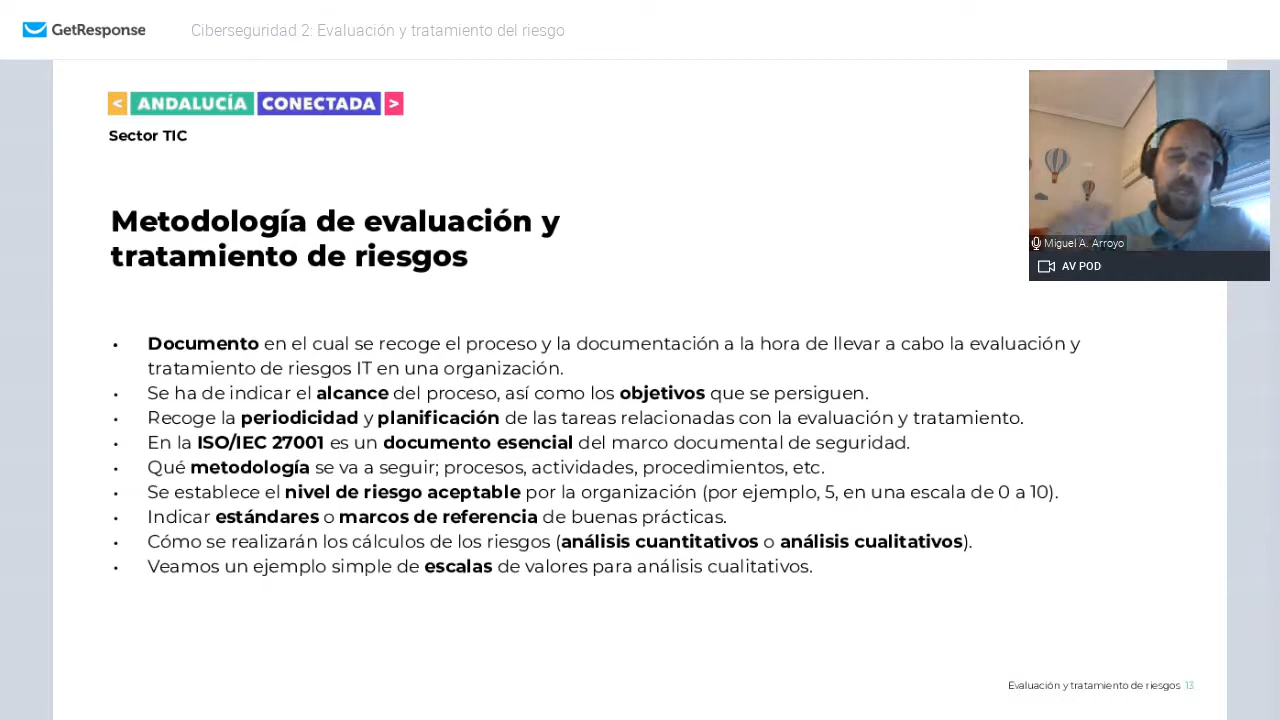 GetResponse
Ciberseguridad 2: Evaluación y tratamiento del riesgo
< ANDALUCÍA CONECTADA >
Sector TIC
Miguel A. Arroyo
AV POD
Metodología de evaluación y
tratamiento de riesgos
• Documento en el cual se recoge el proceso y la documentación a la hora de llevar a cabo la evaluación y
tratamiento de riesgos IT en una organización.
• Se ha de indicar el alcance del proceso, así como los objetivos que se persiguen.
• Recoge la periodicidad y planificación de las tareas relacionadas con la evaluación y tratamiento.
• En la ISO/IEC 27001 es un documento esencial del marco documental de seguridad.
• Qué metodología se va a seguir; procesos, actividades, procedimientos, etc.
• Se establece el nivel de riesgo aceptable por la organización (por ejemplo, 5, en una escala de 0 a 10).
• Indicar estándares o marcos de referencia de buenas prácticas.
• Cómo se realizarán los cálculos de los riesgos (análisis cuantitativos o análisis cualitativos).
• Veamos un ejemplo simple de escalas de valores para análisis cualitativos.
Evaluación y tratamiento de riesgos 13